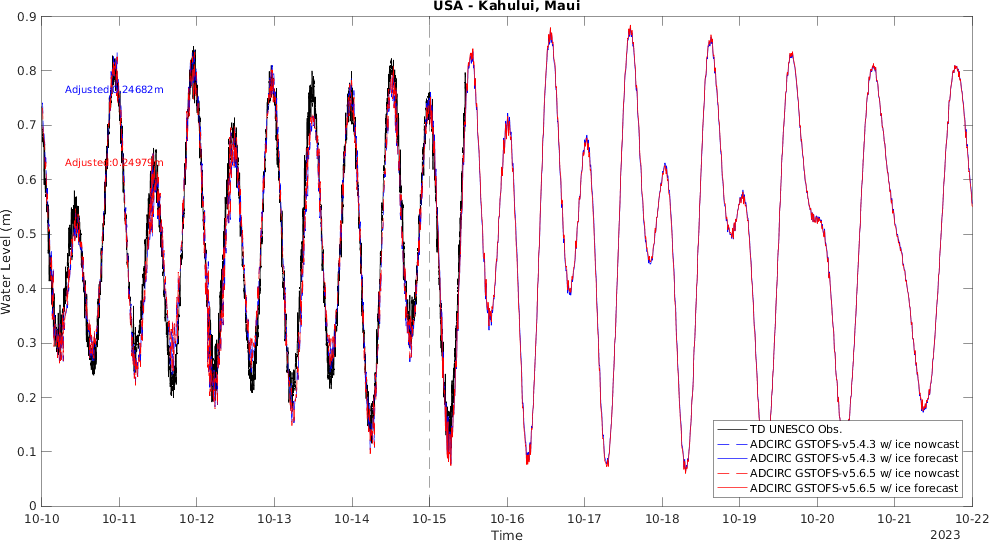 USA - Kahului, Maui
0.9
0.8
0.7
0.6
0.5
0.4
0.3
0.2
0.1
0
Water Level (m)
Adjusted:0.24682m
Adjusted:0.24979m
TD UNESCO Obs.
ADCIRC GSTOFS-v5.4.3 w/ ice nowcast
ADCIRC GSTOFS-v5.4.3 w/ ice forecast
ADCIRC GSTOFS-v5.6.5 w/ ice nowcast
ADCIRC GSTOFS-v5.6.5 w/ ice forecast
10-10 10-11 10-12 10-13 10-14 10-15 10-16 10-17 10-18 10-19 10-20 10-21 10-22
Time
2023